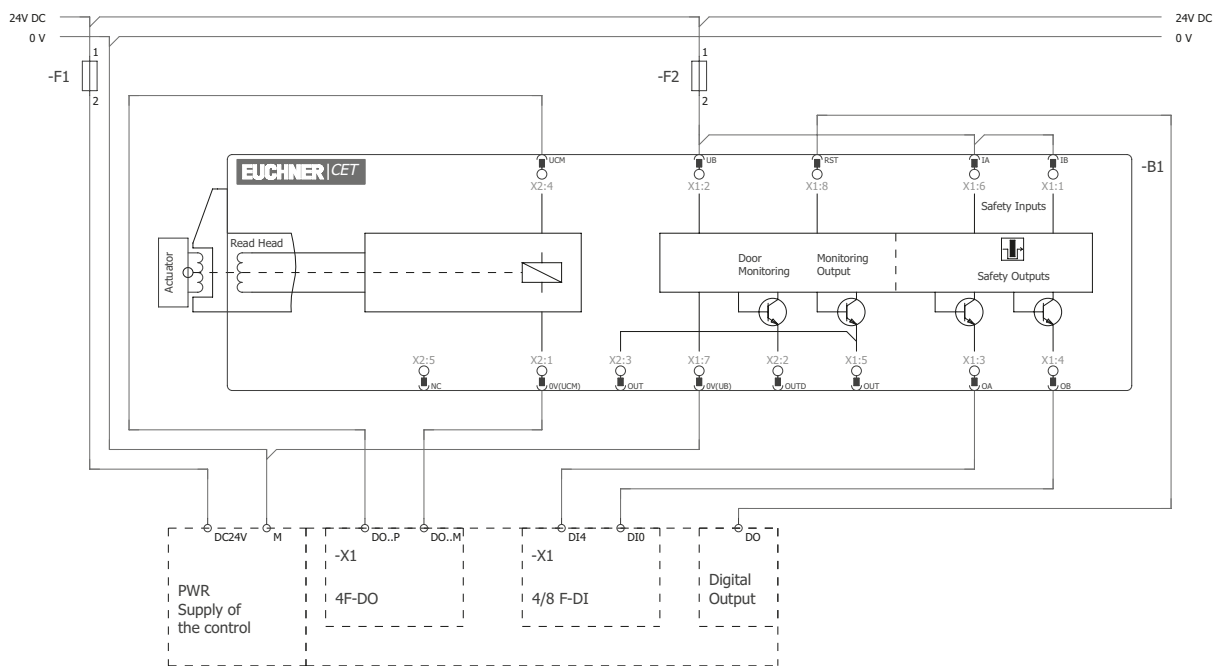 24V DC
24V DC
0 V
0 V
1
1
-F1
-F2
2
2
EUCHNER CET
UCM
UB
RST
IA
IB
-B1
X2:4
X1:2
X1:8
X1:6
X1:1
Safety Inputs
Actuator
Read Head
Door
Monitoring
Monitoring
Output
Safety Outputs
X2:5
X2:1
X2:3
X1:7
X2:2
X1:5
X1:3
X1:4
NC
0V(UCM)
OUT
0V(UB)
OUTD
OUT
OA
OB
DC24V
M
DO..P
DO..M
DI4
DI0
DO
-X1
-X1
PWR
Supply of
the control
4F-DO
4/8 F-DI
Digital
Output